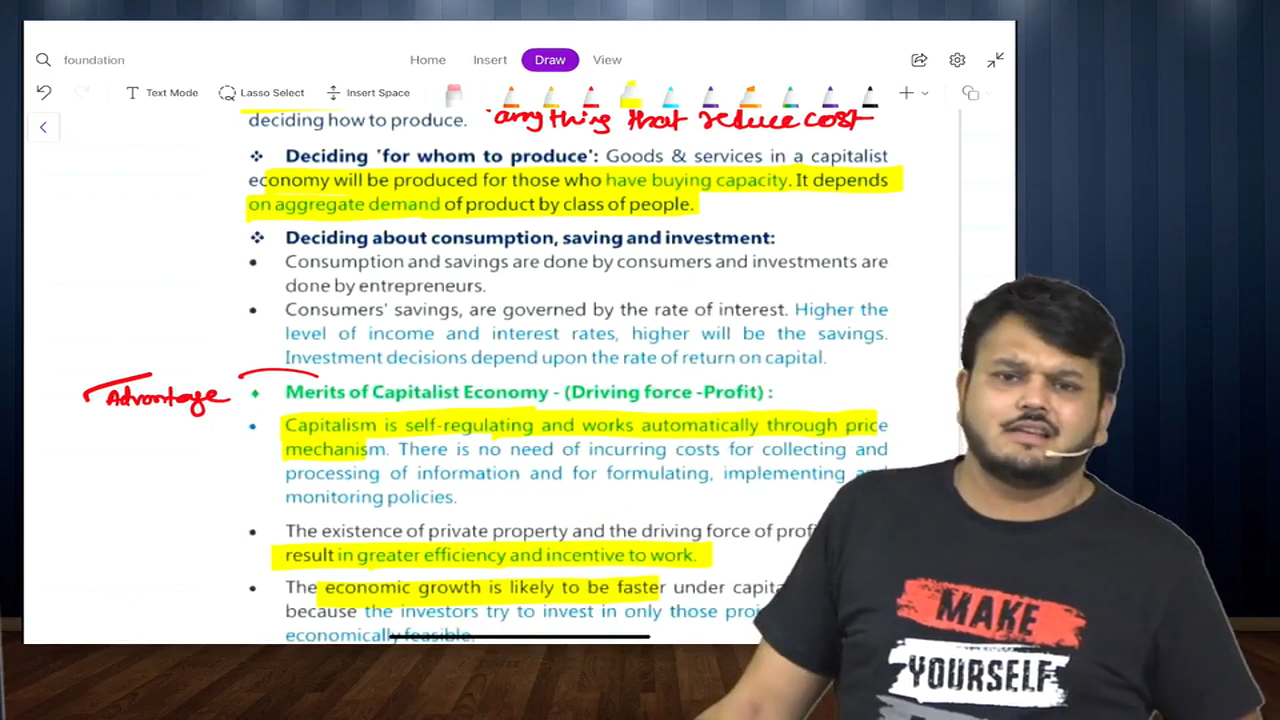 foundation
Home Insert Draw View
Text Mode Lasso Select Insert Space
deciding how to produce. anything that reduce cost
❖ Deciding 'for whom to produce': Goods & services in a capitalist
economy will be produced for those who have buying capacity. It depends
on aggregate demand of product by class of people.
❖ Deciding about consumption, saving and investment:
• Consumption and savings are done by consumers and investments are
done by entrepreneurs.
• Consumers' savings, are governed by the rate of interest. Higher the
level of income and interest rates, higher will be the savings.
Investment decisions depend upon the rate of return on capital.
Advantage
♦ Merits of Capitalist Economy - (Driving force -Profit) :
• Capitalism is self-regulating and works automatically through price
mechanism. There is no need of incurring costs for collecting and
processing of information and for formulating, implementing and
monitoring policies.
• The existence of private property and the driving force of profi
result in greater efficiency and incentive to work.
• The economic growth is likely to be faster under capita
because the investors try to invest in only those proj
economically feasible.
MAKE
YOURSELF